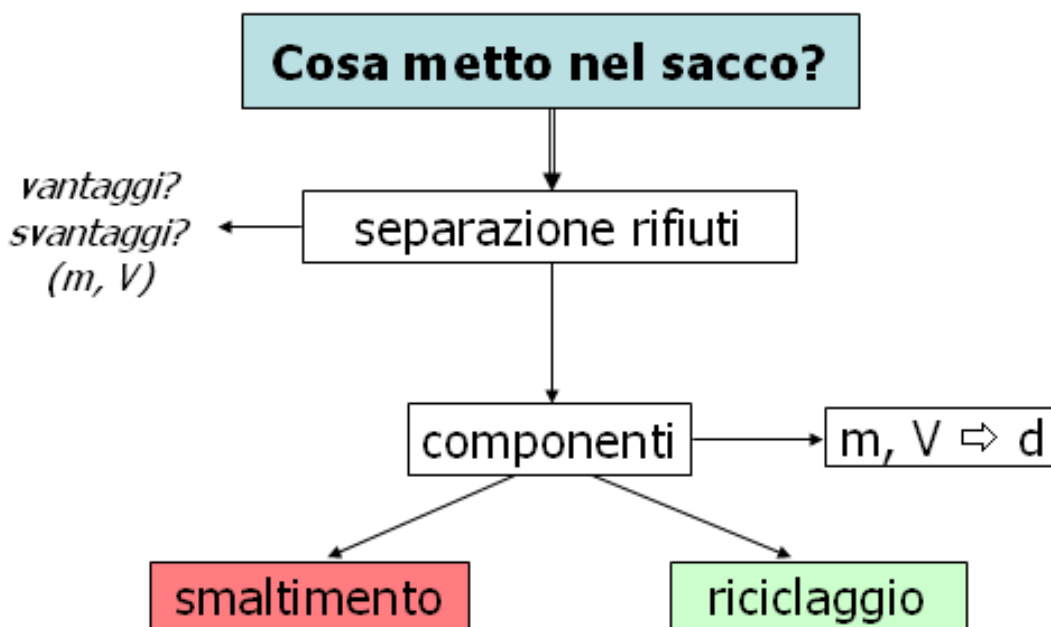 Cosa metto nel sacco?
vantaggi?
svantaggi?
(m, V)
separazione rifiuti
componenti
m, V ⇨ d
smaltimento
riciclaggio